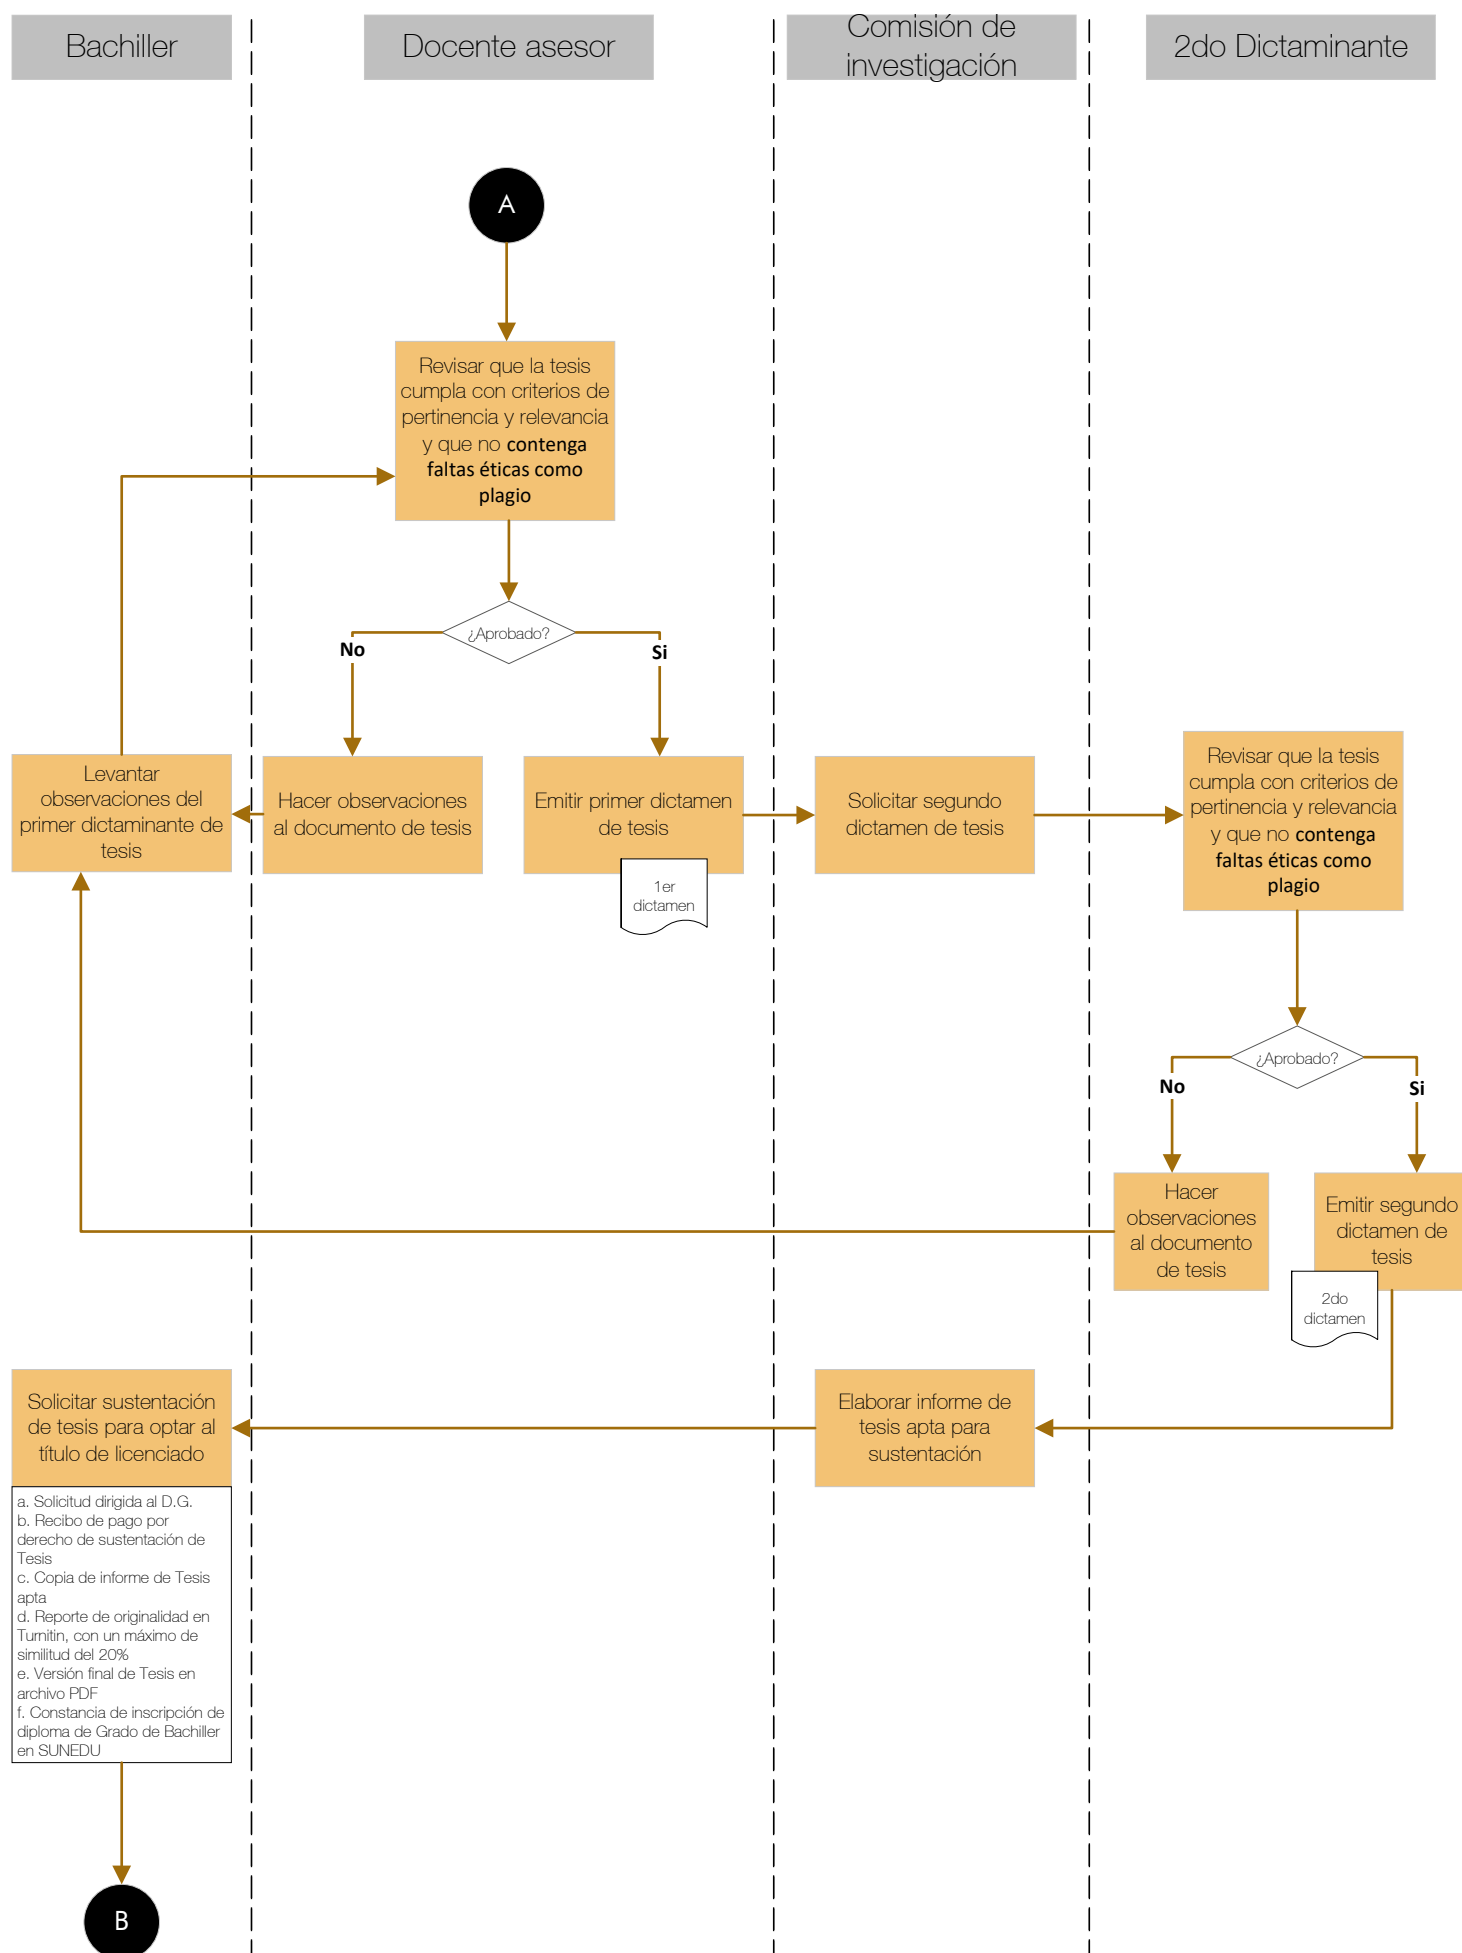 Bachiller
Docente asesor
Comisión de
investigación
2do Dictaminante
A
Revisar que la tesis
cumpla con criterios de
pertinencia y relevancia
y que no contenga
faltas éticas como
plagio
¿Aprobado?
No
Si
Levantar
observaciones del
primer dictaminante de
tesis
Hacer observaciones
al documento de tesis
Emitir primer dictamen
de tesis
1er
dictamen
Solicitar segundo
dictamen de tesis
Revisar que la tesis
cumpla con criterios de
pertinencia y relevancia
y que no contenga
faltas éticas como
plagio
¿Aprobado?
No
Si
Hacer
observaciones
al documento
de tesis
Emitir segundo
dictamen de
tesis
2do
dictamen
Elaborar informe de
tesis apta para
sustentación
Solicitar sustentación
de tesis para optar al
título de licenciado
a. Solicitud dirigida al D.G.
b. Recibo de pago por
derecho de sustentación de
Tesis
c. Copia de informe de Tesis
apta
d. Reporte de originalidad en
Turnitin, con un máximo de
similitud del 20%
e. Versión final de Tesis en
archivo PDF
f. Constancia de inscripción de
diploma de Grado de Bachiller
en SUNEDU
B